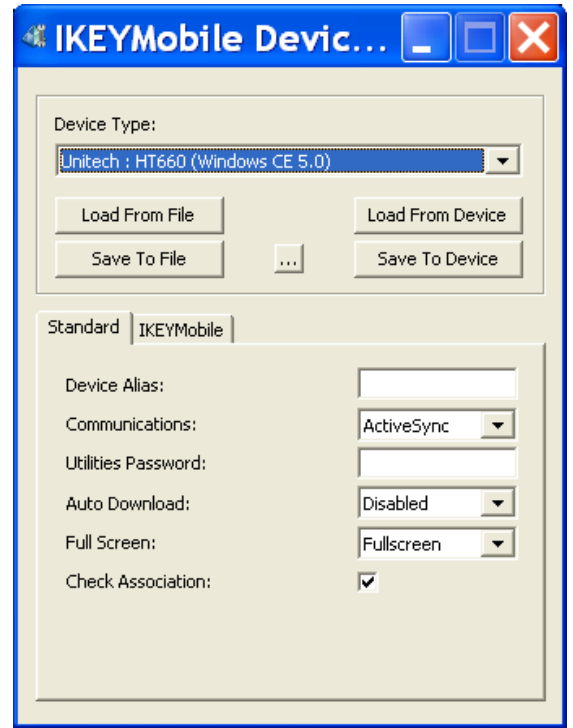 IKEYMobile Devic...
Device Type:
Unitech : HT660 (Windows CE 5.0)
Load From File
Load From Device
Save To File
...
Save To Device
Standard
IKEYMobile
Device Alias:
Communications:
ActiveSync
Utilities Password:
Auto Download:
Disabled
Full Screen:
Fullscreen
Check Association: